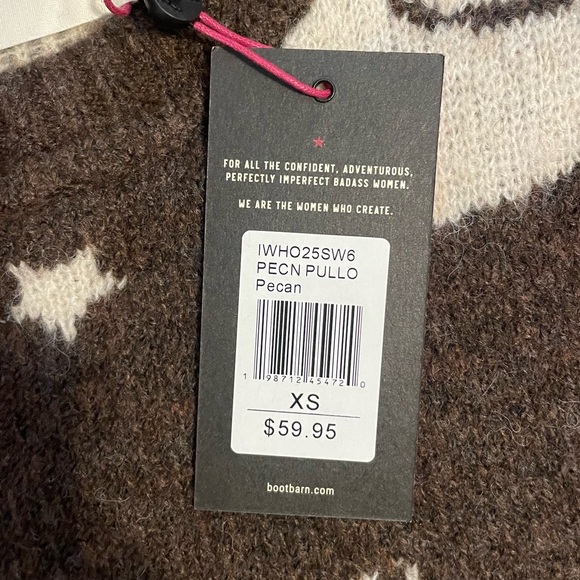 FOR ALL THE CONFIDENT, ADVENTUROUS,
PERFECTLY IMPERFECT BADASS WOMEN.
WE ARE THE WOMEN WHO CREATE.
IWHO25SW6
PECN PULLO
Pecan
1 98712 45472 0
XS
$59.95
bootbarn.com